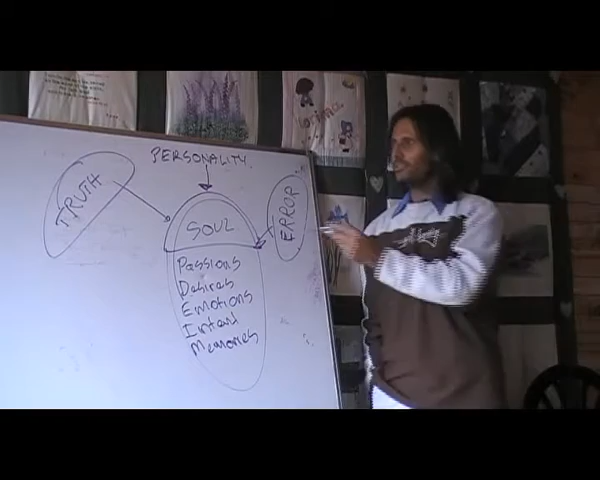 PERSONALITY
TRUTH
SOUL
ERROR
Passions
Desires
Emotions
Intent
Memories